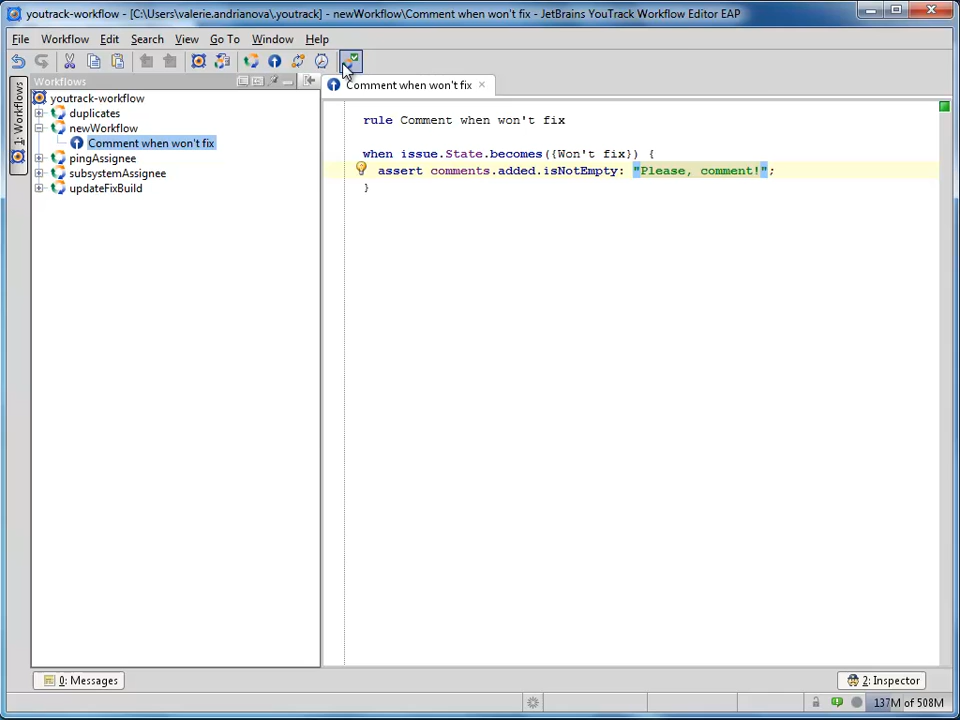 youtrack-workflow - [C:\Users\valerie.andrianova\.youtrack] - newWorkflow\Comment when won't fix - JetBrains YouTrack Workflow Editor EAP
File Workflow Edit Search View Go To Window Help
Workflows
Comment when won't fix
1: Workflows
youtrack-workflow
duplicates
newWorkflow
Comment when won't fix
pingAssignee
subsystemAssignee
updateFixBuild
rule Comment when won't fix
when issue.State.becomes({Won't fix}) {
assert comments.added.isNotEmpty: "Please, comment!";
}
0: Messages
2: Inspector
137M of 508M